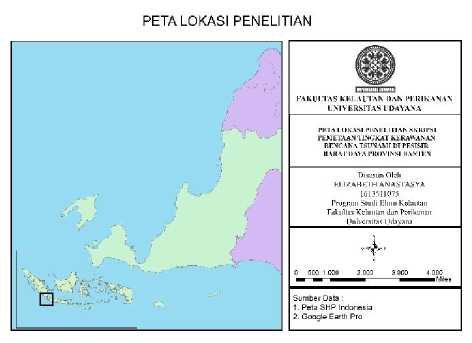 PETA LOKASI PENELITIAN
FAKULTAS KELAUTAN DAN PERIKANAN
UNIVERSITAS UDAYANA
PETA LOKASI PENELITIAN SKRIPSI
PEMETAAN TINGKAT KERAWANAN
BENCANA TSUNAMI DI PESISIR
BARAT DAYA PROVINSI BANTEN
Disusun Oleh
ELIZABETH ANASTASYA
1613511075
Program Studi Ilmu Kelautan
Fakultas Kelautan dan Perikanan
Universitas Udayana
0 500 1.000 2.000 3.000 4.000
Miles
Sumber Data :
1. Peta SHP Indonesia
2. Google Earth Pro